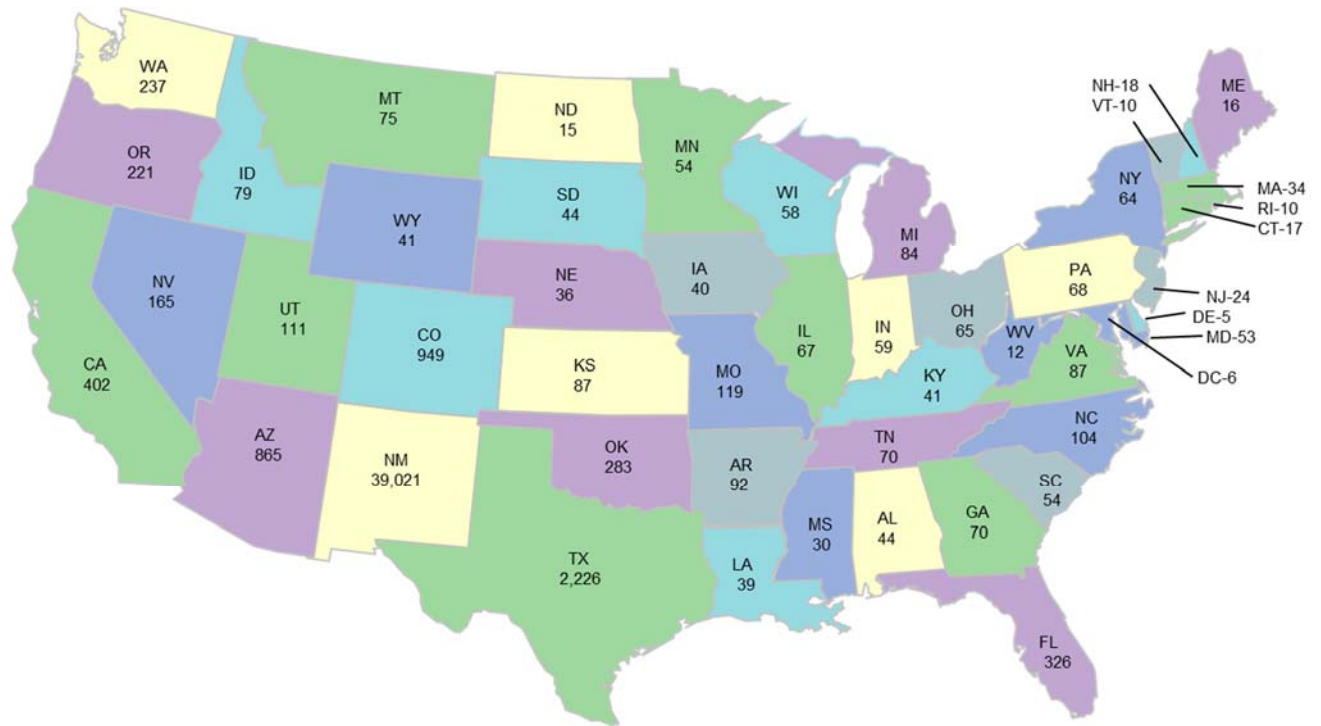 WA
237
MT
75
ND
15
NH-18
VT-10
ME
16
OR
221
ID
79
MN
54
SD
44
WI
58
NY
64
MA-34
RI-10
CT-17
WY
41
MI
84
NV
165
UT
111
NE
36
IA
40
PA
68
NJ-24
DE-5
MD-53
DC-6
CA
402
CO
949
KS
87
MO
119
IL
67
IN
59
OH
65
WV
12
VA
87
KY
41
AZ
865
NM
39,021
OK
283
AR
92
TN
70
NC
104
SC
54
TX
2,226
LA
39
MS
30
AL
44
GA
70
FL
326